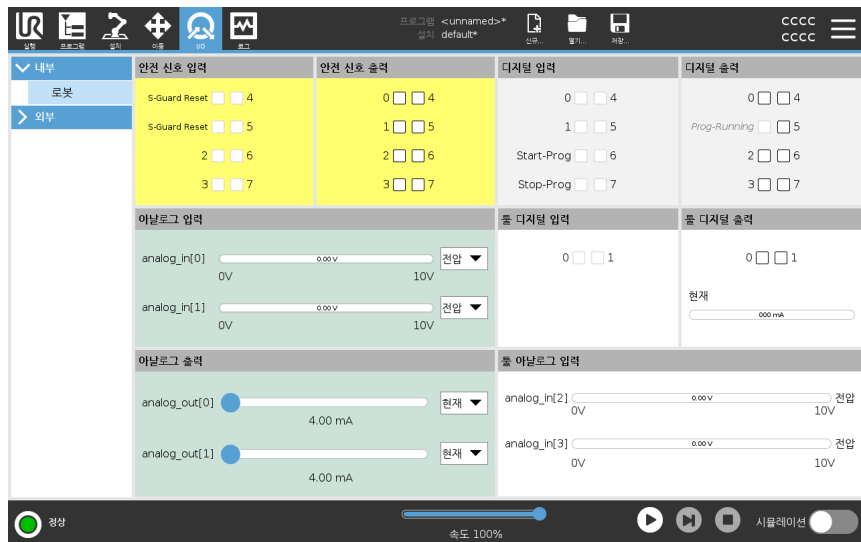 UR
실행
프로그램
설치
이동
I/O
로그
프로그램 <unnamed>*
설치 default*
신규...
열기...
저장...
CCCC
CCCC
내부
로봇
외부
안전 신호 입력
S-Guard Reset 4
S-Guard Reset 5
2 6
3 7
안전 신호 출력
0 4
1 5
2 6
3 7
디지털 입력
0 4
1 5
Start-Prog 6
Stop-Prog 7
디지털 출력
0 4
Prog-Running 5
2 6
3 7
아날로그 입력
analog_in[0] 0.00 V 전압
0V 10V
analog_in[1] 0.00 V 전압
0V 10V
툴 디지털 입력
0 1
툴 디지털 출력
0 1
현재
000 mA
아날로그 출력
analog_out[0] 현재
4.00 mA
analog_out[1] 현재
4.00 mA
툴 아날로그 입력
analog_in[2] 0.00 V 전압
0V 10V
analog_in[3] 0.00 V 전압
0V 10V
정상
속도 100%
시뮬레이션